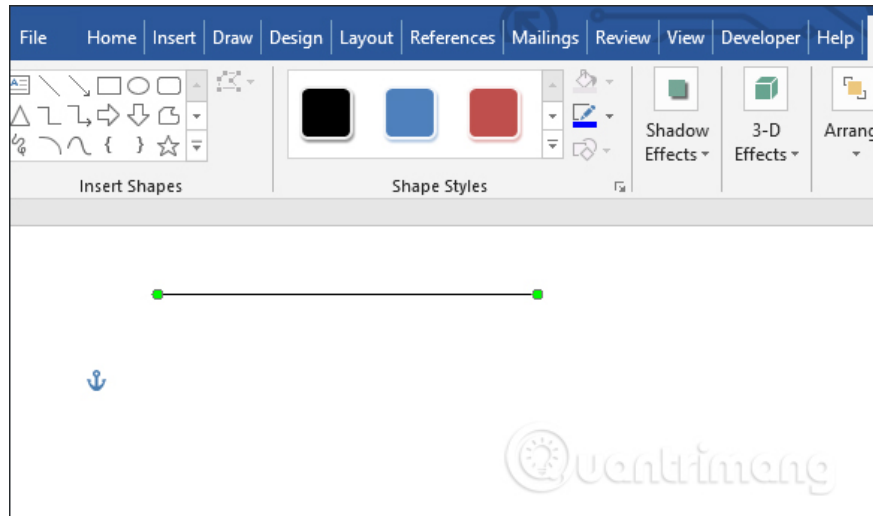 File Home Insert Draw Design Layout References Mailings Review View Developer Help
Shadow Effects
3-D Effects
Arrang
Insert Shapes
Shape Styles
Quantrimang